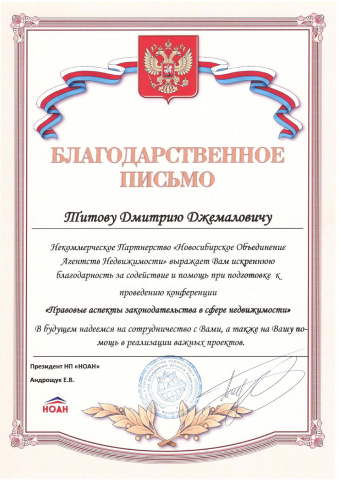 БЛАГОДАРСТВЕННОЕ
ПИСЬМО
Титову Дмитрию Джемаловичу
Некоммерческое Партнерство «Новосибирское Объединение
Агентств Недвижимости» выражает Вам искреннюю
благодарность за содействие и помощь при подготовке к
проведению конференции
«Правовые аспекты законодательства в сфере недвижимости»
В будущем надеемся на сотрудничество с Вами, а также на Вашу по-
мощь в реализации важных проектов.
Президент НП «НОАН»
Андрощук Е.В.
НОАН